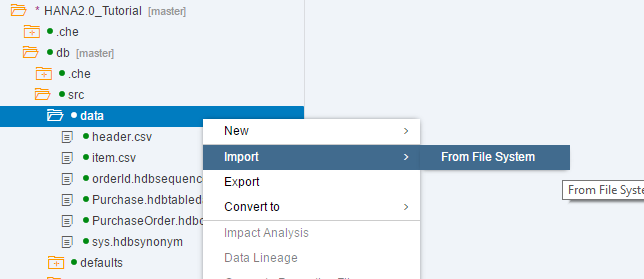 * HANA2.0_Tutorial [master]
.che
db [master]
.che
src
data
header.csv
New
item.csv
Import
From File System
orderId.hdbsequenc
Export
From File Syste
Purchase.hdbtabled
Convert to
PurchaseOrder.hdbc
Impact Analysis
sys.hdbsynonym
Data Lineage
defaults